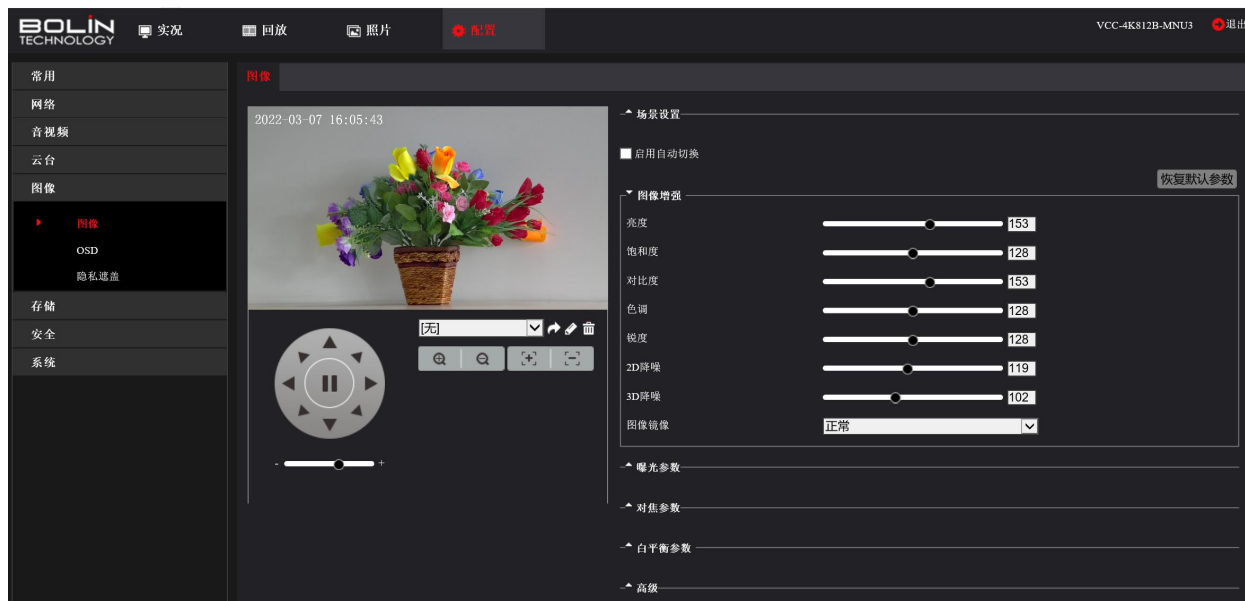 BOLIN
TECHNOLOGY
实况
回放
照片
配置
VCC-4K812B-MNU3
退出
常用
网络
音视频
云台
图像
图像
OSD
隐私遮盖
存储
安全
系统
图像
2022-03-07 16:05:43
[无]
- +
场景设置
启用自动切换
恢复默认参数
图像增强
亮度 153
饱和度 128
对比度 153
色调 128
锐度 128
2D降噪 119
3D降噪 102
图像镜像 正常
曝光参数
对焦参数
白平衡参数
高级